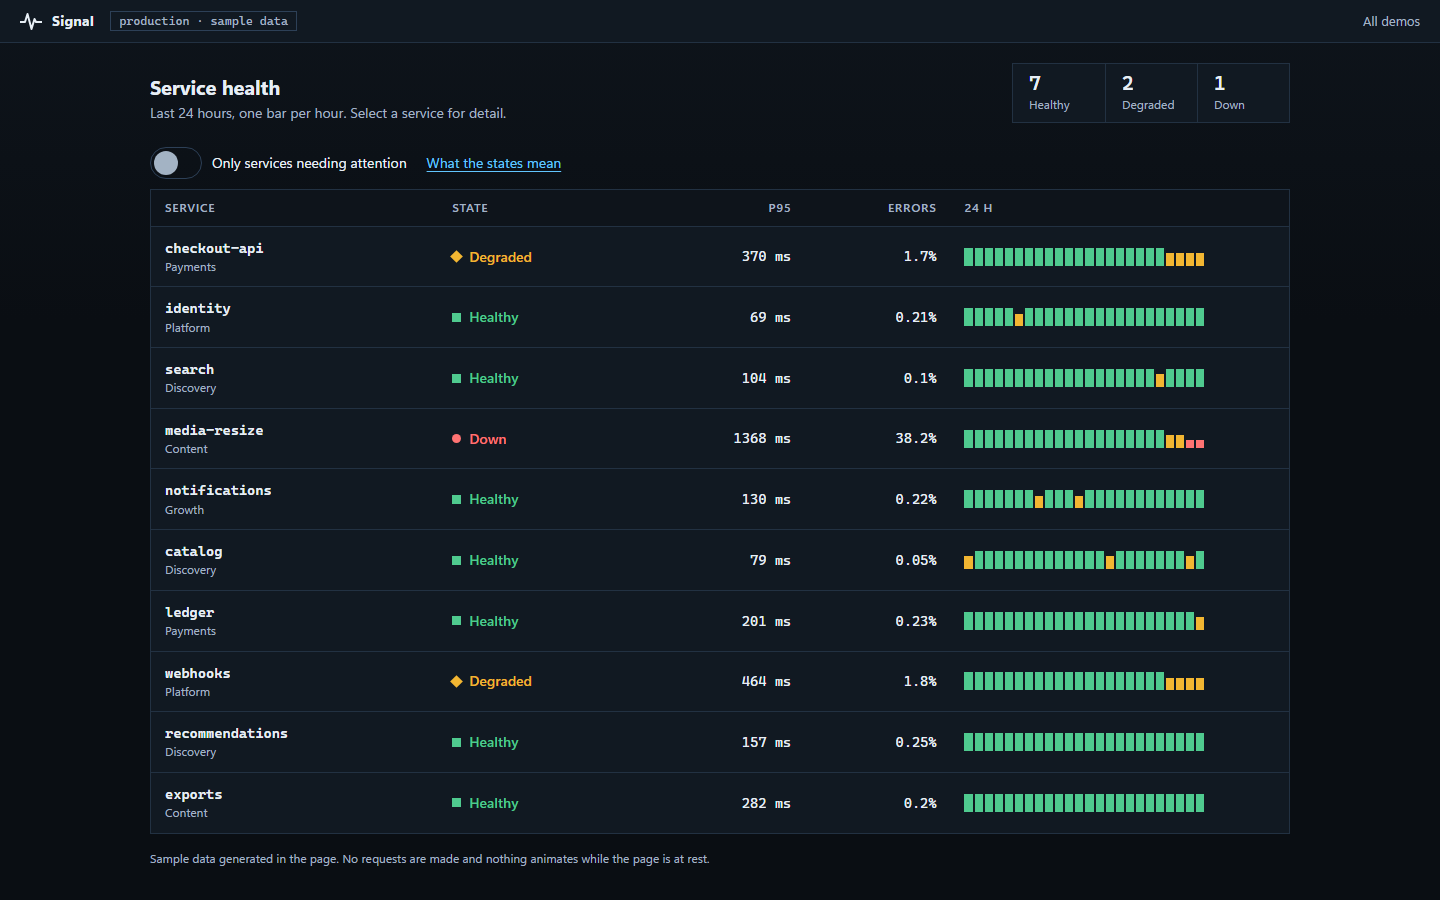 Signal
production · sample data
All demos
Service health
Last 24 hours, one bar per hour. Select a service for detail.
7
Healthy
2
Degraded
1
Down
Only services needing attention
What the states mean
SERVICE STATE P95 ERRORS 24 H
checkout-api
Payments
Degraded 370 ms 1.7%
identity
Platform
Healthy 69 ms 0.21%
search
Discovery
Healthy 104 ms 0.1%
media-resize
Content
Down 1368 ms 38.2%
notifications
Growth
Healthy 130 ms 0.22%
catalog
Discovery
Healthy 79 ms 0.05%
ledger
Payments
Healthy 201 ms 0.23%
webhooks
Platform
Degraded 464 ms 1.8%
recommendations
Discovery
Healthy 157 ms 0.25%
exports
Content
Healthy 282 ms 0.2%
Sample data generated in the page. No requests are made and nothing animates while the page is at rest.